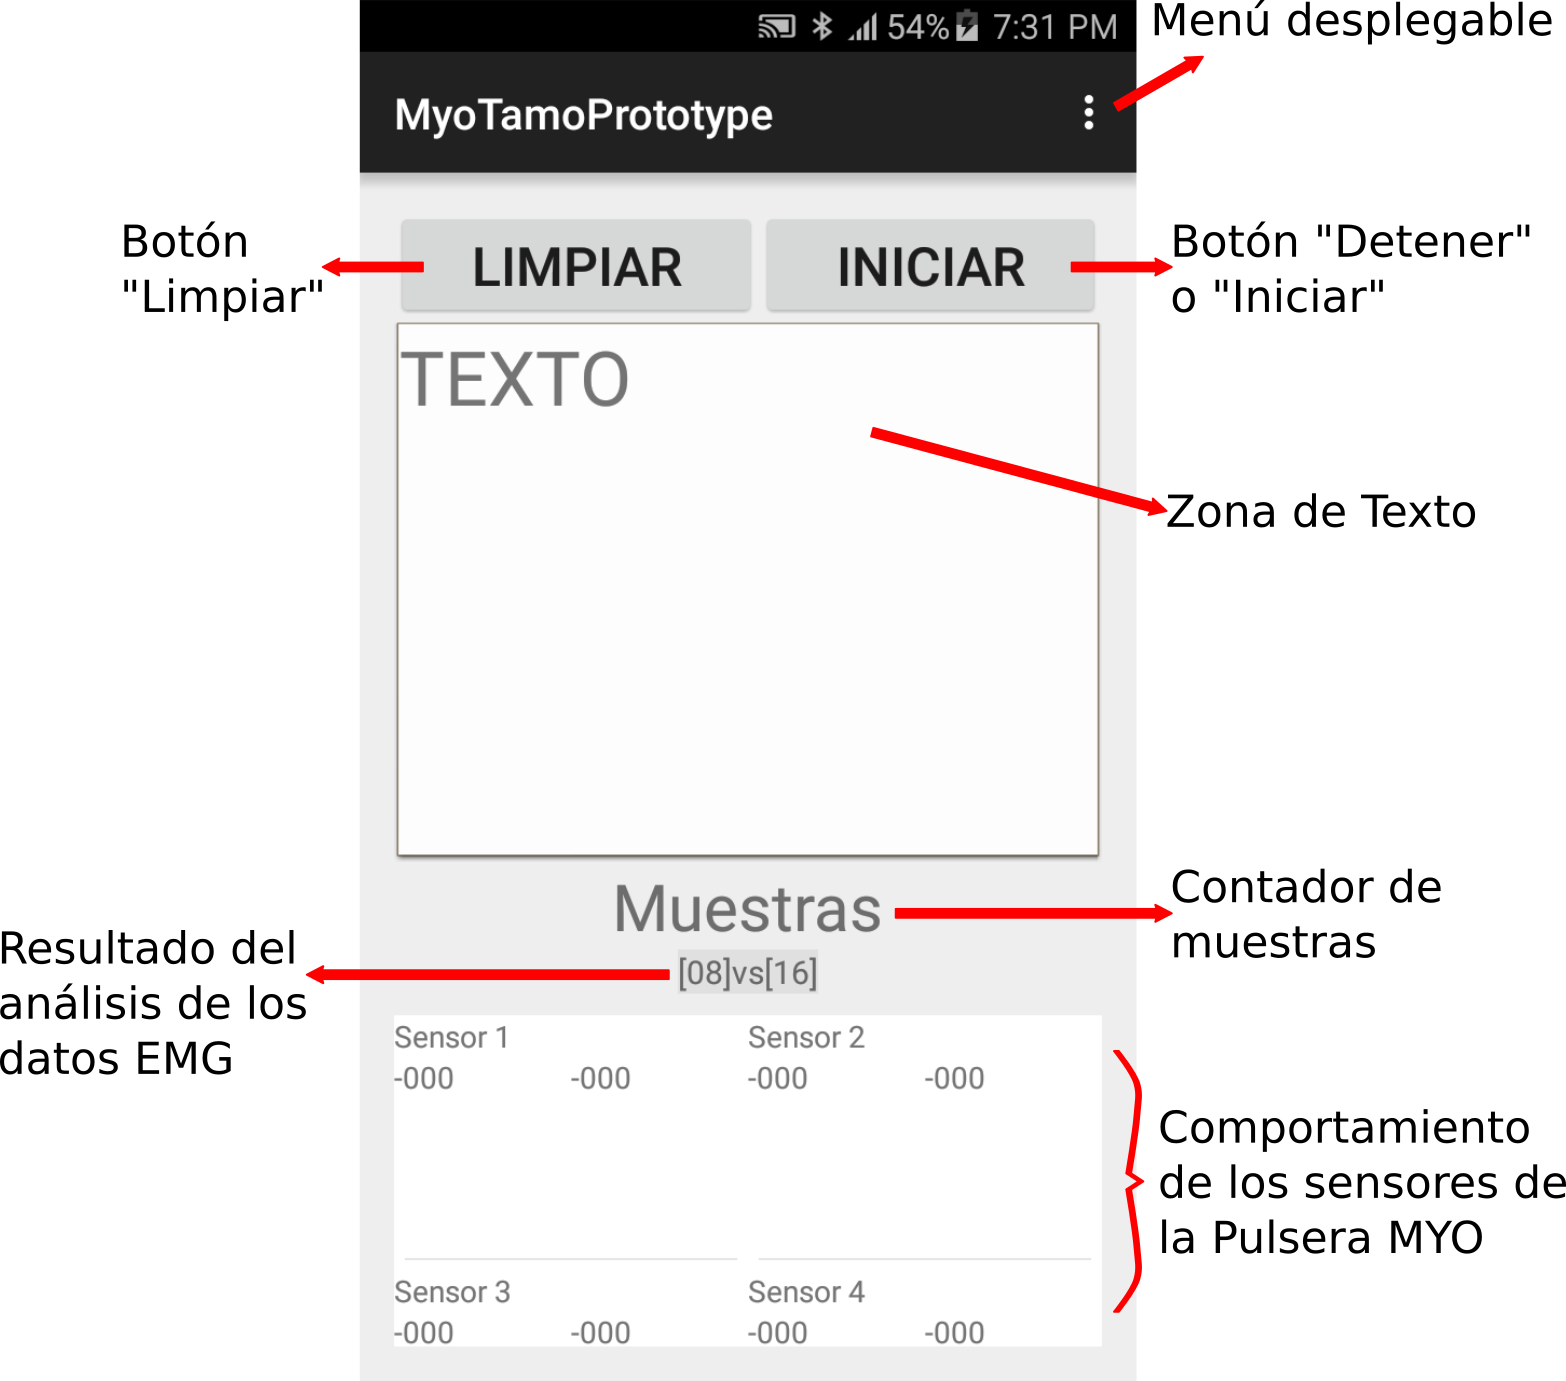 54% 7:31 PM
Menú desplegable
MyoTamoPrototype
Botón
"Limpiar"
LIMPIAR
INICIAR
Botón "Detener"
o "Iniciar"
TEXTO
Zona de Texto
Muestras
Contador de
muestras
Resultado del
análisis de los
datos EMG
[08]vs[16]
Sensor 1
-000 -000
Sensor 2
-000 -000
Comportamiento
de los sensores de
la Pulsera MYO
Sensor 3
-000 -000
Sensor 4
-000 -000